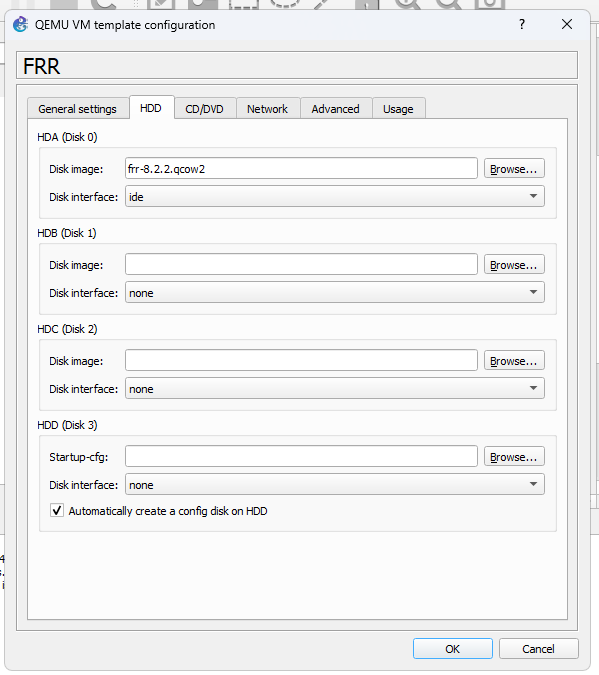 QEMU VM template configuration ?
FRR
General settings HDD CD/DVD Network Advanced Usage
HDA (Disk 0)
Disk image: frr-8.2.2.qcow2 Browse...
Disk interface: ide
HDB (Disk 1)
Disk image: Browse...
Disk interface: none
HDC (Disk 2)
Disk image: Browse...
Disk interface: none
HDD (Disk 3)
Startup-cfg: Browse...
Disk interface: none
Automatically create a config disk on HDD
OK Cancel